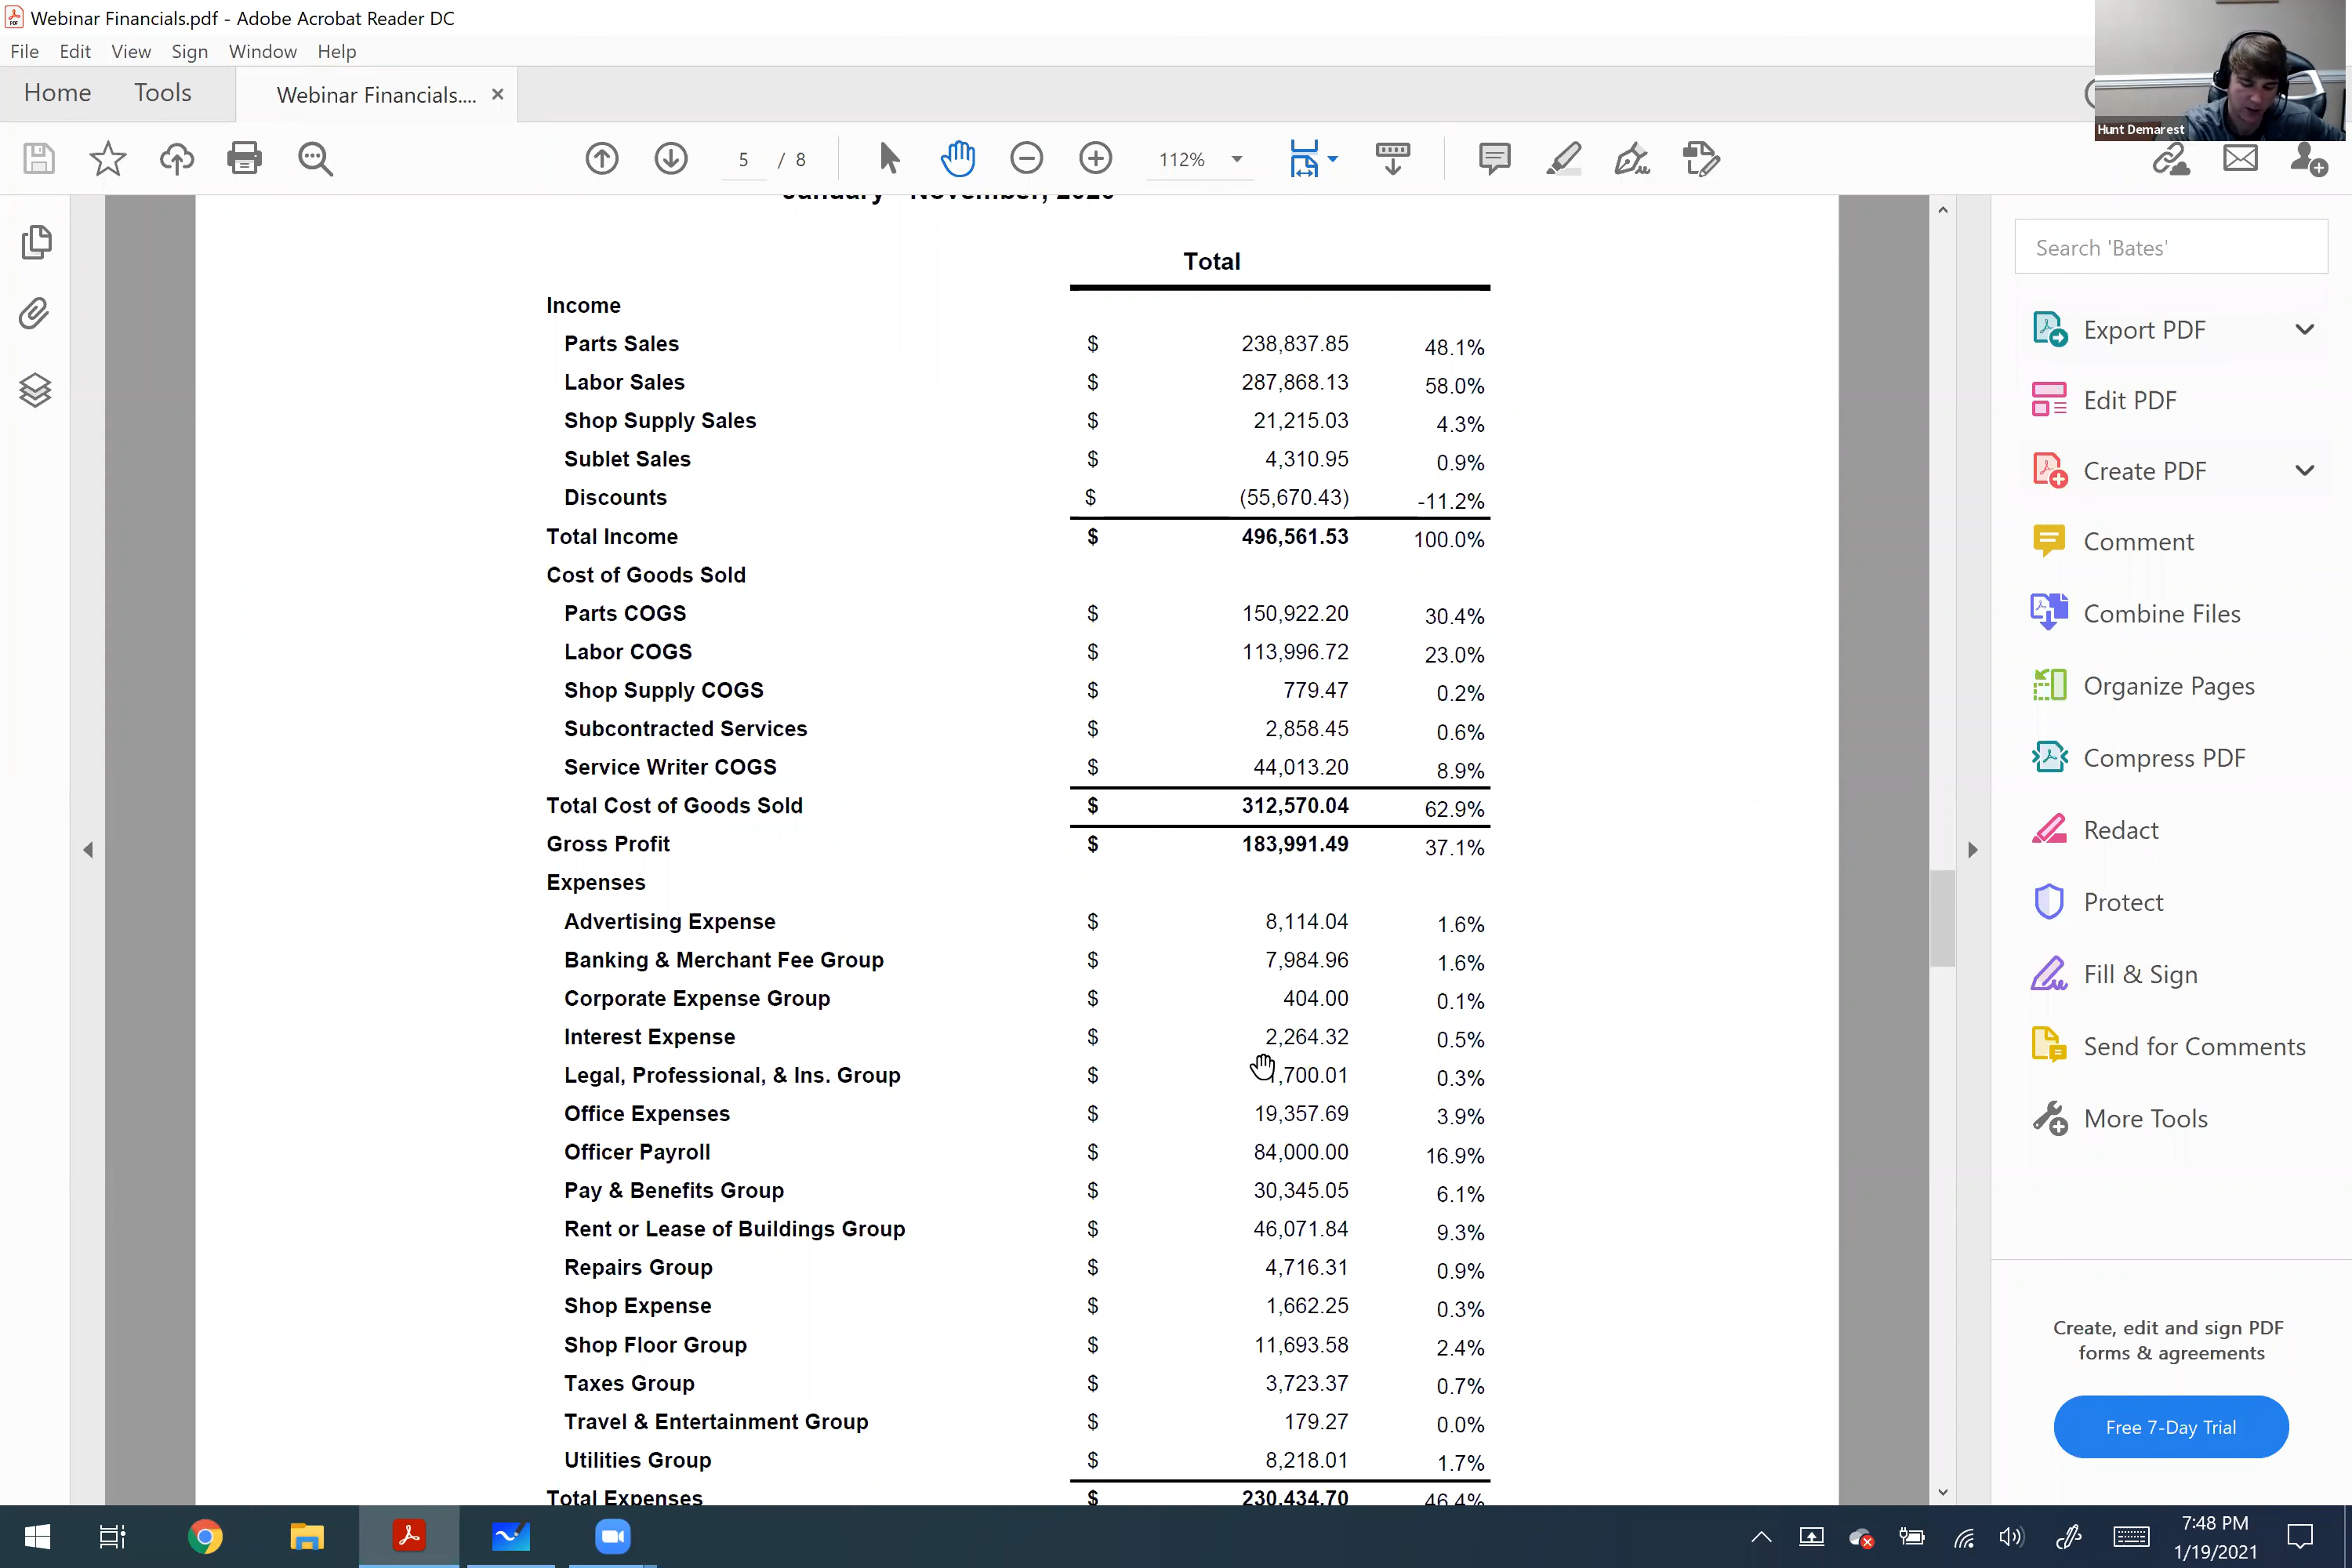 Webinar Financials.pdf - Adobe Acrobat Reader DC
File Edit View Sign Window Help
Home Tools Webinar Financials....
Hunt Demarest
5 / 8 112%
January - November, 2020
Total
Income
Parts Sales $ 238,837.85 48.1%
Labor Sales $ 287,868.13 58.0%
Shop Supply Sales $ 21,215.03 4.3%
Sublet Sales $ 4,310.95 0.9%
Discounts $ (55,670.43) -11.2%
Total Income $ 496,561.53 100.0%
Cost of Goods Sold
Parts COGS $ 150,922.20 30.4%
Labor COGS $ 113,996.72 23.0%
Shop Supply COGS $ 779.47 0.2%
Subcontracted Services $ 2,858.45 0.6%
Service Writer COGS $ 44,013.20 8.9%
Total Cost of Goods Sold $ 312,570.04 62.9%
Gross Profit $ 183,991.49 37.1%
Expenses
Advertising Expense $ 8,114.04 1.6%
Banking & Merchant Fee Group $ 7,984.96 1.6%
Corporate Expense Group $ 404.00 0.1%
Interest Expense $ 2,264.32 0.5%
Legal, Professional, & Ins. Group $ 1,700.01 0.3%
Office Expenses $ 19,357.69 3.9%
Officer Payroll $ 84,000.00 16.9%
Pay & Benefits Group $ 30,345.05 6.1%
Rent or Lease of Buildings Group $ 46,071.84 9.3%
Repairs Group $ 4,716.31 0.9%
Shop Expense $ 1,662.25 0.3%
Shop Floor Group $ 11,693.58 2.4%
Taxes Group $ 3,723.37 0.7%
Travel & Entertainment Group $ 179.27 0.0%
Utilities Group $ 8,218.01 1.7%
Total Expenses $ 230,434.70 46.4%
Search 'Bates'
Export PDF
Edit PDF
Create PDF
Comment
Combine Files
Organize Pages
Compress PDF
Redact
Protect
Fill & Sign
Send for Comments
More Tools
Create, edit and sign PDF
forms & agreements
Free 7-Day Trial
7:48 PM
1/19/2021